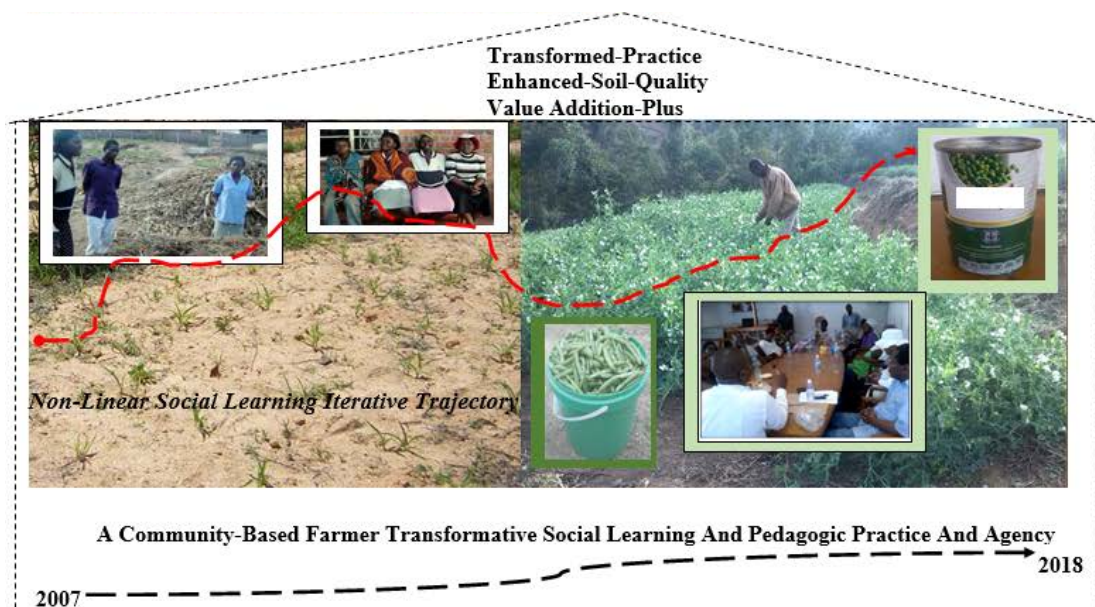 Transformed-Practice
Enhanced-Soil-Quality
Value Addition-Plus
Non-Linear Social Learning Iterative Trajectory
A Community-Based Farmer Transformative Social Learning And Pedagogic Practice And Agency
2007
2018